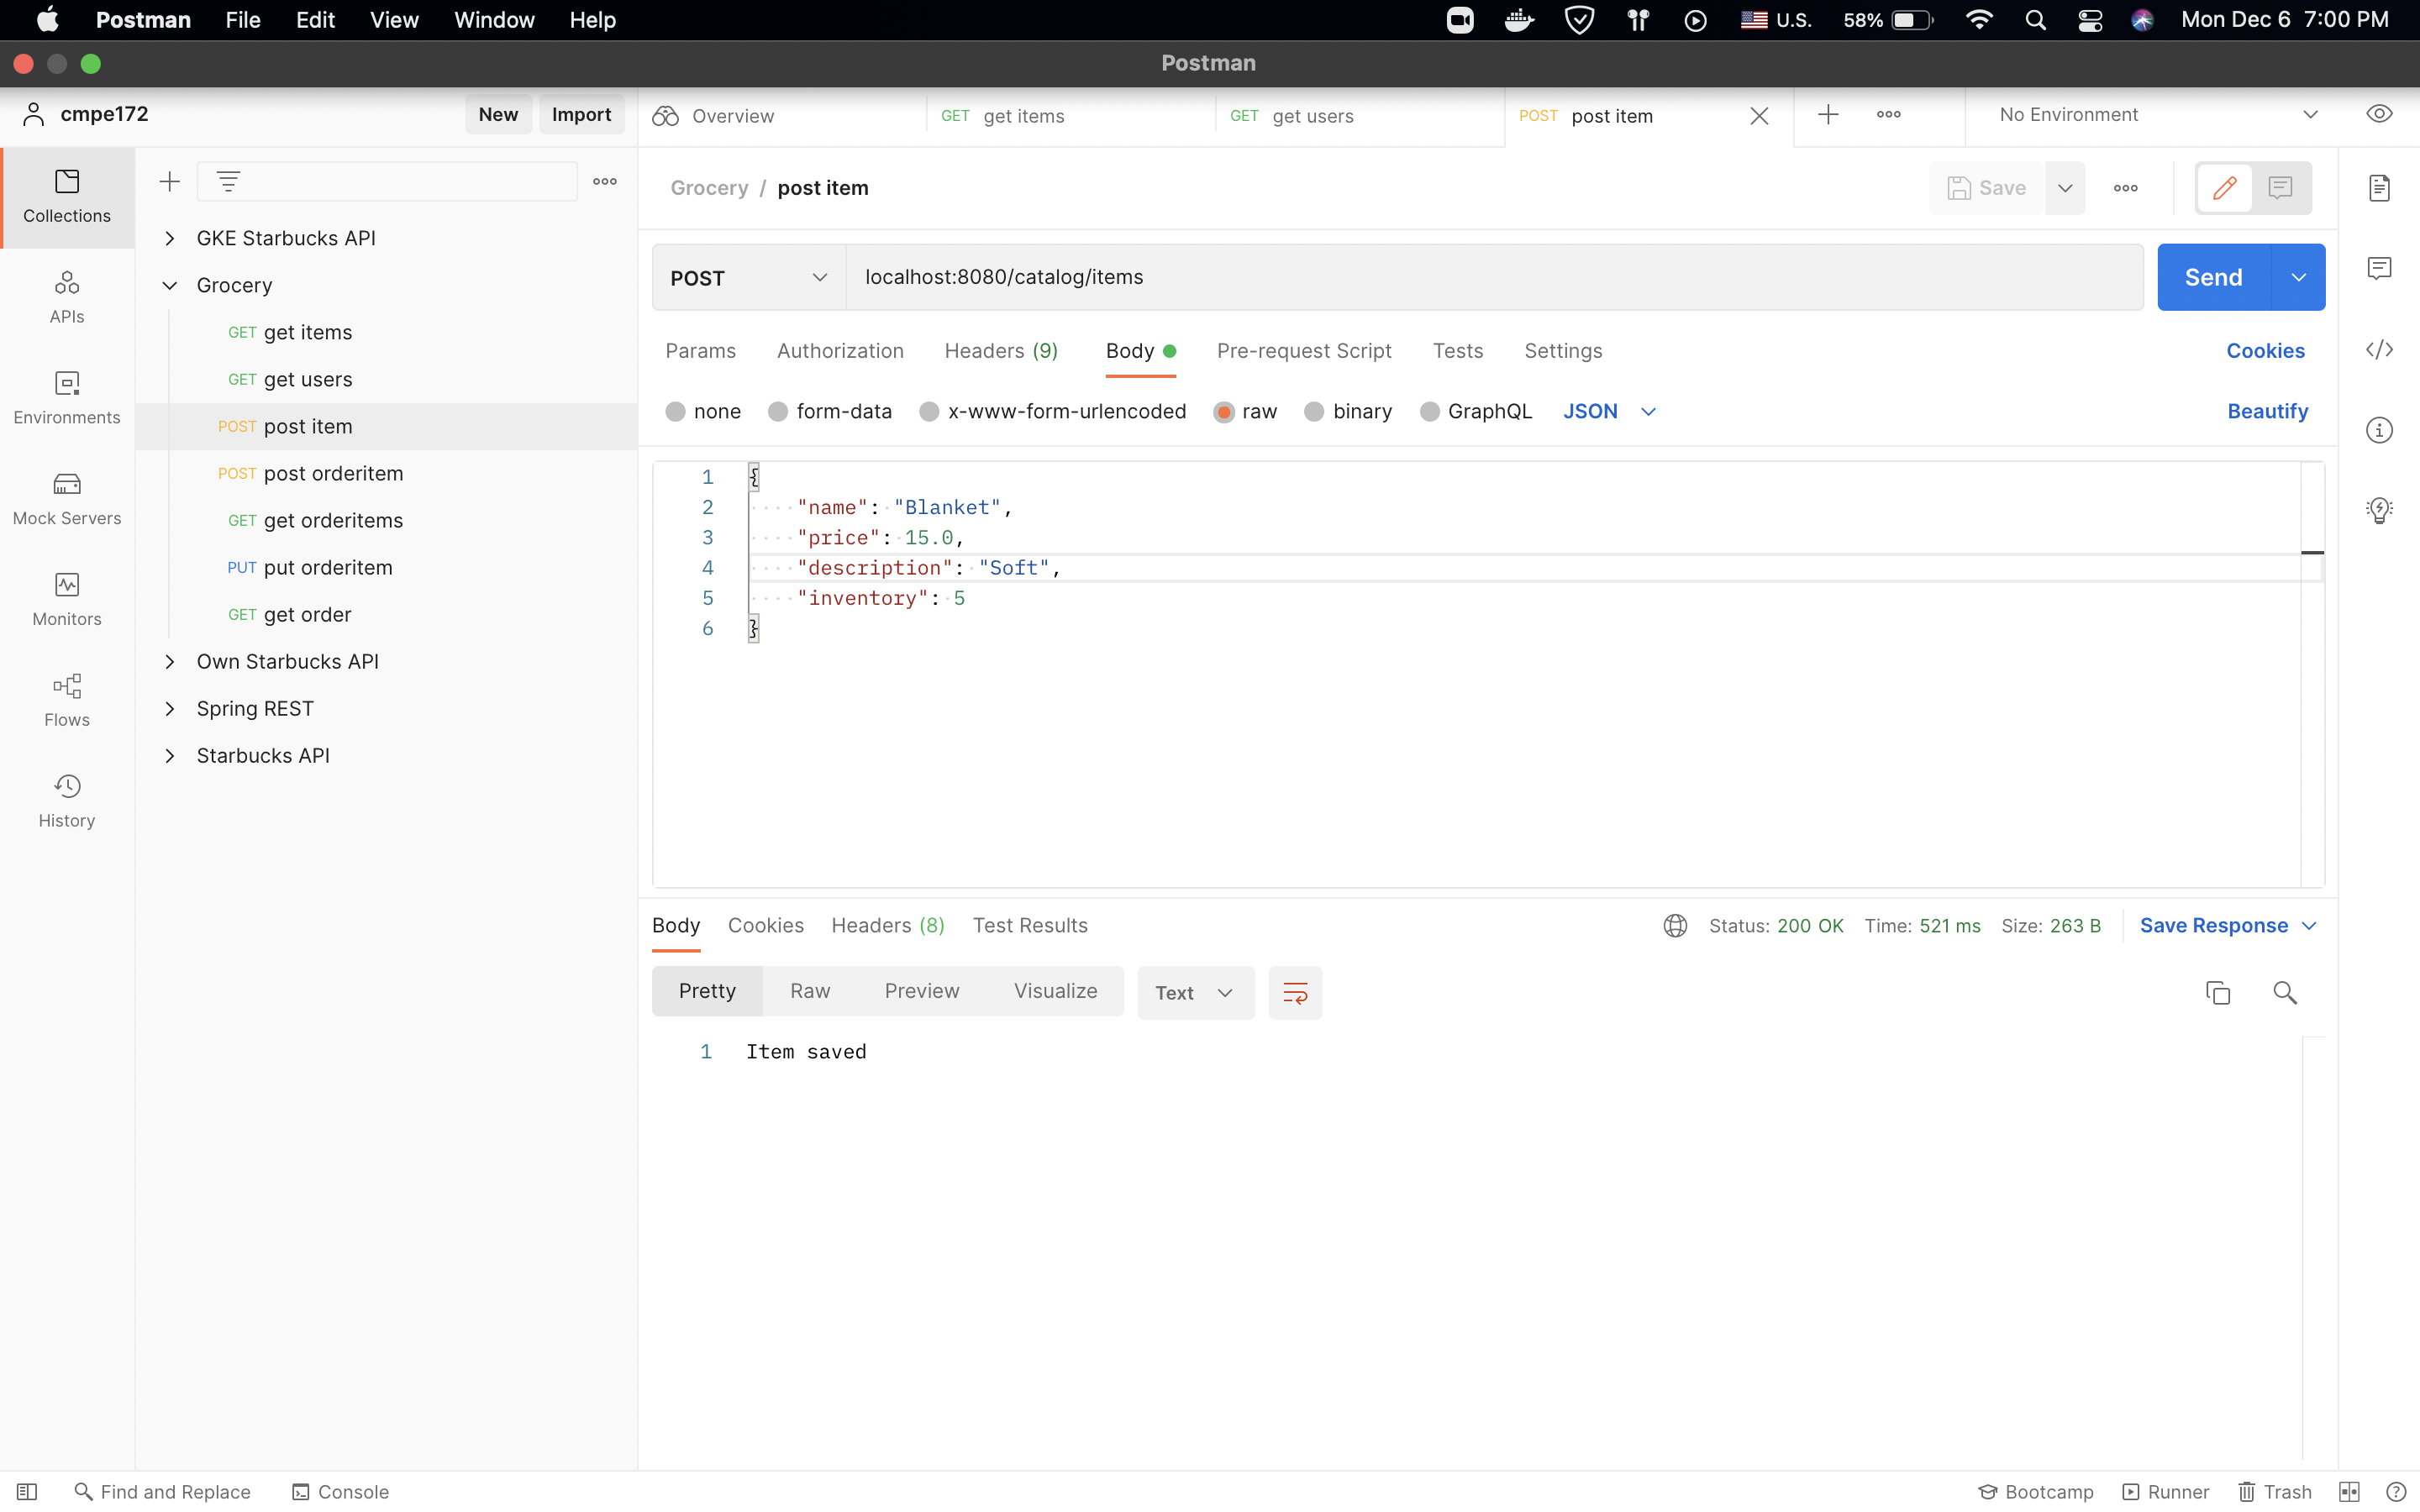 Postman File Edit View Window Help U.S. 58% Mon Dec 6 7:00 PM
Postman
cmpe172 New Import Overview GET get items GET get users POST post item No Environment
Collections
APIs
Environments
Mock Servers
Monitors
Flows
History
GKE Starbucks API
Grocery
GET get items
GET get users
POST post item
POST post orderitem
GET get orderitems
PUT put orderitem
GET get order
Own Starbucks API
Spring REST
Starbucks API
Grocery / post item Save
POST localhost:8080/catalog/items Send
Params Authorization Headers (9) Body Pre-request Script Tests Settings Cookies
none form-data x-www-form-urlencoded raw binary GraphQL JSON Beautify
1 {
2 "name": "Blanket",
3 "price": 15.0,
4 "description": "Soft",
5 "inventory": 5
6 }
Body Cookies Headers (8) Test Results Status: 200 OK Time: 521 ms Size: 263 B Save Response
Pretty Raw Preview Visualize Text
1 Item saved
Find and Replace Console Bootcamp Runner Trash